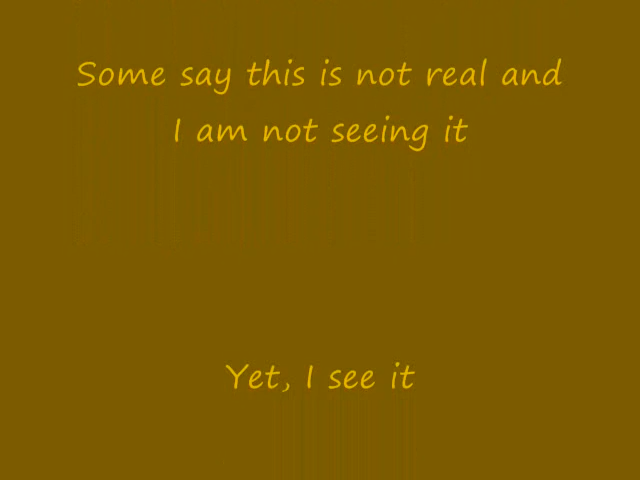 Some say this is not real and
I am not seeing it
Yet, I see it